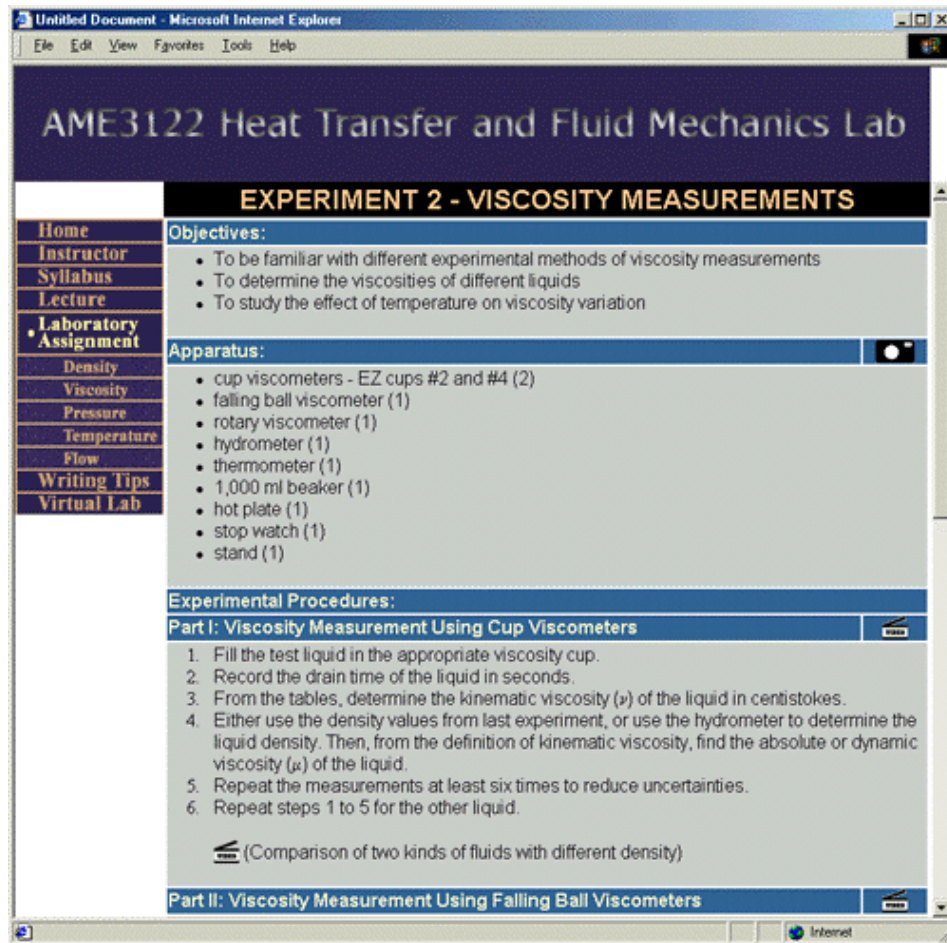 Untitled Document - Microsoft Internet Explorer
File Edit View Favorites Tools Help
AME3122 Heat Transfer and Fluid Mechanics Lab
EXPERIMENT 2 - VISCOSITY MEASUREMENTS
Home
Instructor
Syllabus
Lecture
• Laboratory
Assignment
Density
Viscosity
Pressure
Temperature
Flow
Writing Tips
Virtual Lab
Objectives:
• To be familiar with different experimental methods of viscosity measurements
• To determine the viscosities of different liquids
• To study the effect of temperature on viscosity variation
Apparatus:
• cup viscometers - EZ cups #2 and #4 (2)
• falling ball viscometer (1)
• rotary viscometer (1)
• hydrometer (1)
• thermometer (1)
• 1,000 ml beaker (1)
• hot plate (1)
• stop watch (1)
• stand (1)
Experimental Procedures:
Part I: Viscosity Measurement Using Cup Viscometers
VIDEO
1. Fill the test liquid in the appropriate viscosity cup.
2. Record the drain time of the liquid in seconds.
3. From the tables, determine the kinematic viscosity (ν) of the liquid in centistokes.
4. Either use the density values from last experiment, or use the hydrometer to determine the
liquid density. Then, from the definition of kinematic viscosity, find the absolute or dynamic
viscosity (μ) of the liquid.
5. Repeat the measurements at least six times to reduce uncertainties.
6. Repeat steps 1 to 5 for the other liquid.
VIDEO (Comparison of two kinds of fluids with different density)
Part II: Viscosity Measurement Using Falling Ball Viscometers
VIDEO
Internet